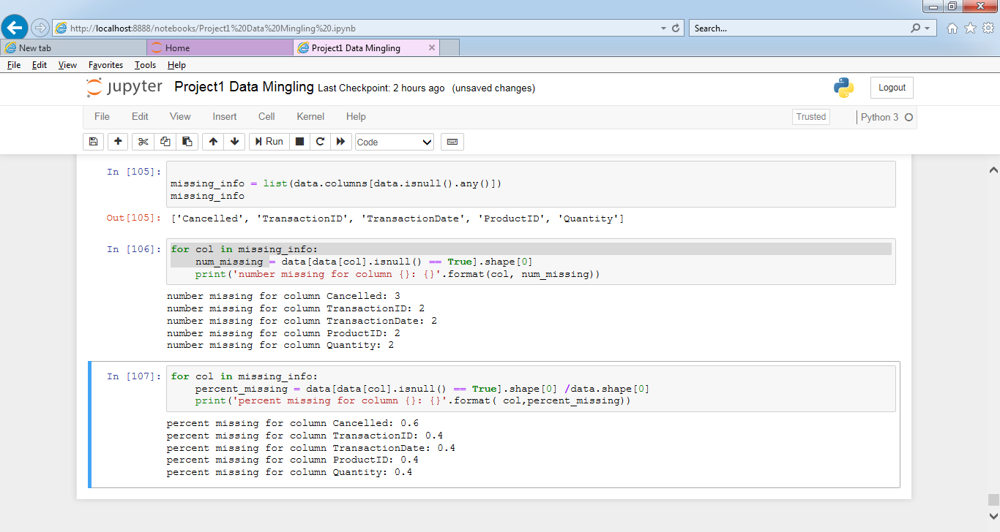 http://localhost:8888/notebooks/Project1%20Data%20Mingling%20.ipynb
Search...
New tab
Home
Project1 Data Mingling
File Edit View Favorites Tools Help
jupyter Project1 Data Mingling Last Checkpoint: 2 hours ago (unsaved changes)
Logout
File Edit View Insert Cell Kernel Help
Trusted
Python 3
Run
Code
In [105]:
missing_info = list(data.columns[data.isnull().any()])
missing_info
Out[105]: ['Cancelled', 'TransactionID', 'TransactionDate', 'ProductID', 'Quantity']
In [106]: for col in missing_info:
num_missing = data[data[col].isnull() == True].shape[0]
print('number missing for column {}: {}'.format(col, num_missing))
number missing for column Cancelled: 3
number missing for column TransactionID: 2
number missing for column TransactionDate: 2
number missing for column ProductID: 2
number missing for column Quantity: 2
In [107]: for col in missing_info:
percent_missing = data[data[col].isnull() == True].shape[0] /data.shape[0]
print('percent missing for column {}: {}'.format( col,percent_missing))
percent missing for column Cancelled: 0.6
percent missing for column TransactionID: 0.4
percent missing for column TransactionDate: 0.4
percent missing for column ProductID: 0.4
percent missing for column Quantity: 0.4